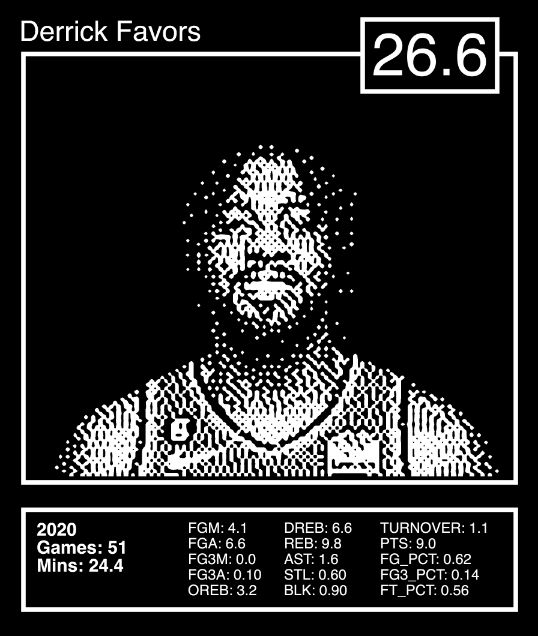 Derrick Favors
26.6
2020
Games: 51
Mins: 24.4
FGM: 4.1
FGA: 6.6
FG3M: 0.0
FG3A: 0.10
OREB: 3.2
DREB: 6.6
REB: 9.8
AST: 1.6
STL: 0.60
BLK: 0.90
TURNOVER: 1.1
PTS: 9.0
FG_PCT: 0.62
FG3_PCT: 0.14
FT_PCT: 0.56